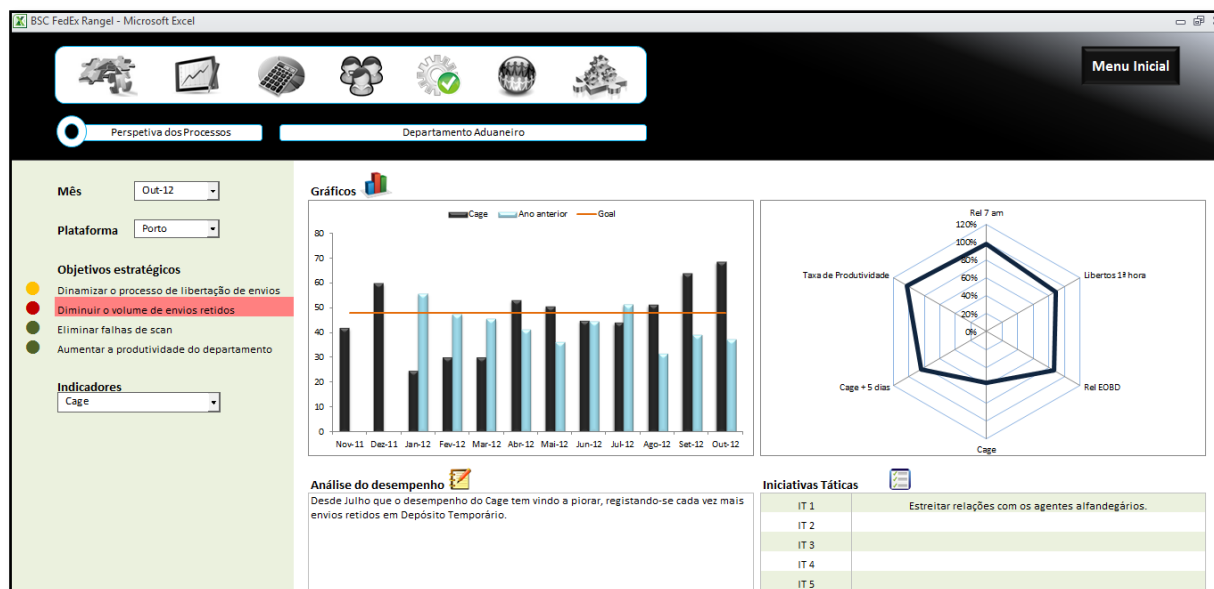 BSC FedEx Rangel - Microsoft Excel
Menu Inicial
Perspetiva dos Processos
Departamento Aduaneiro
Mês
Out-12
Plataforma
Porto
Objetivos estratégicos
Dinamizar o processo de libertação de envios
Diminuir o volume de envios retidos
Eliminar falhas de scan
Aumentar a produtividade do departamento
Indicadores
Cage
Gráficos
Cage Ano anterior Goal
80
70
60
50
40
30
20
10
0
Nov-11 Dez-11 Jan-12 Fev-12 Mar-12 Abr-12 Mai-12 Jun-12 Jul-12 Ago-12 Set-12 Out-12
Rel 7 am
120%
100%
80%
60%
40%
20%
0%
Taxa de Produtividade
Libertos 1ª hora
Cage + 5 dias
Rel EOBD
Cage
Análise do desempenho
Desde Julho que o desempenho do Cage tem vindo a piorar, registando-se cada vez mais
envios retidos em Depósito Temporário.
Iniciativas Táticas
IT 1 Estreitar relações com os agentes alfandegários.
IT 2
IT 3
IT 4
IT 5